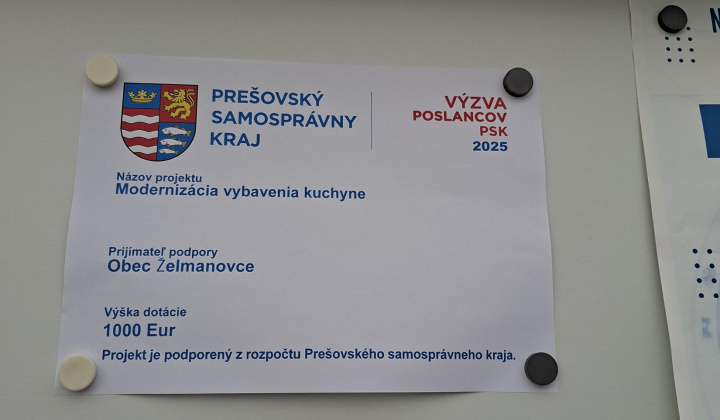 PREŠOVSKÝ
SAMOSPRÁVNY
KRAJ
VÝZVA
POSLANCOV
PSK
2025
Názov projektu
Modernizácia vybavenia kuchyne
Prijímateľ podpory
Obec Želmanovce
Výška dotácie
1000 Eur
Projekt je podporený z rozpočtu Prešovského samosprávneho kraja.